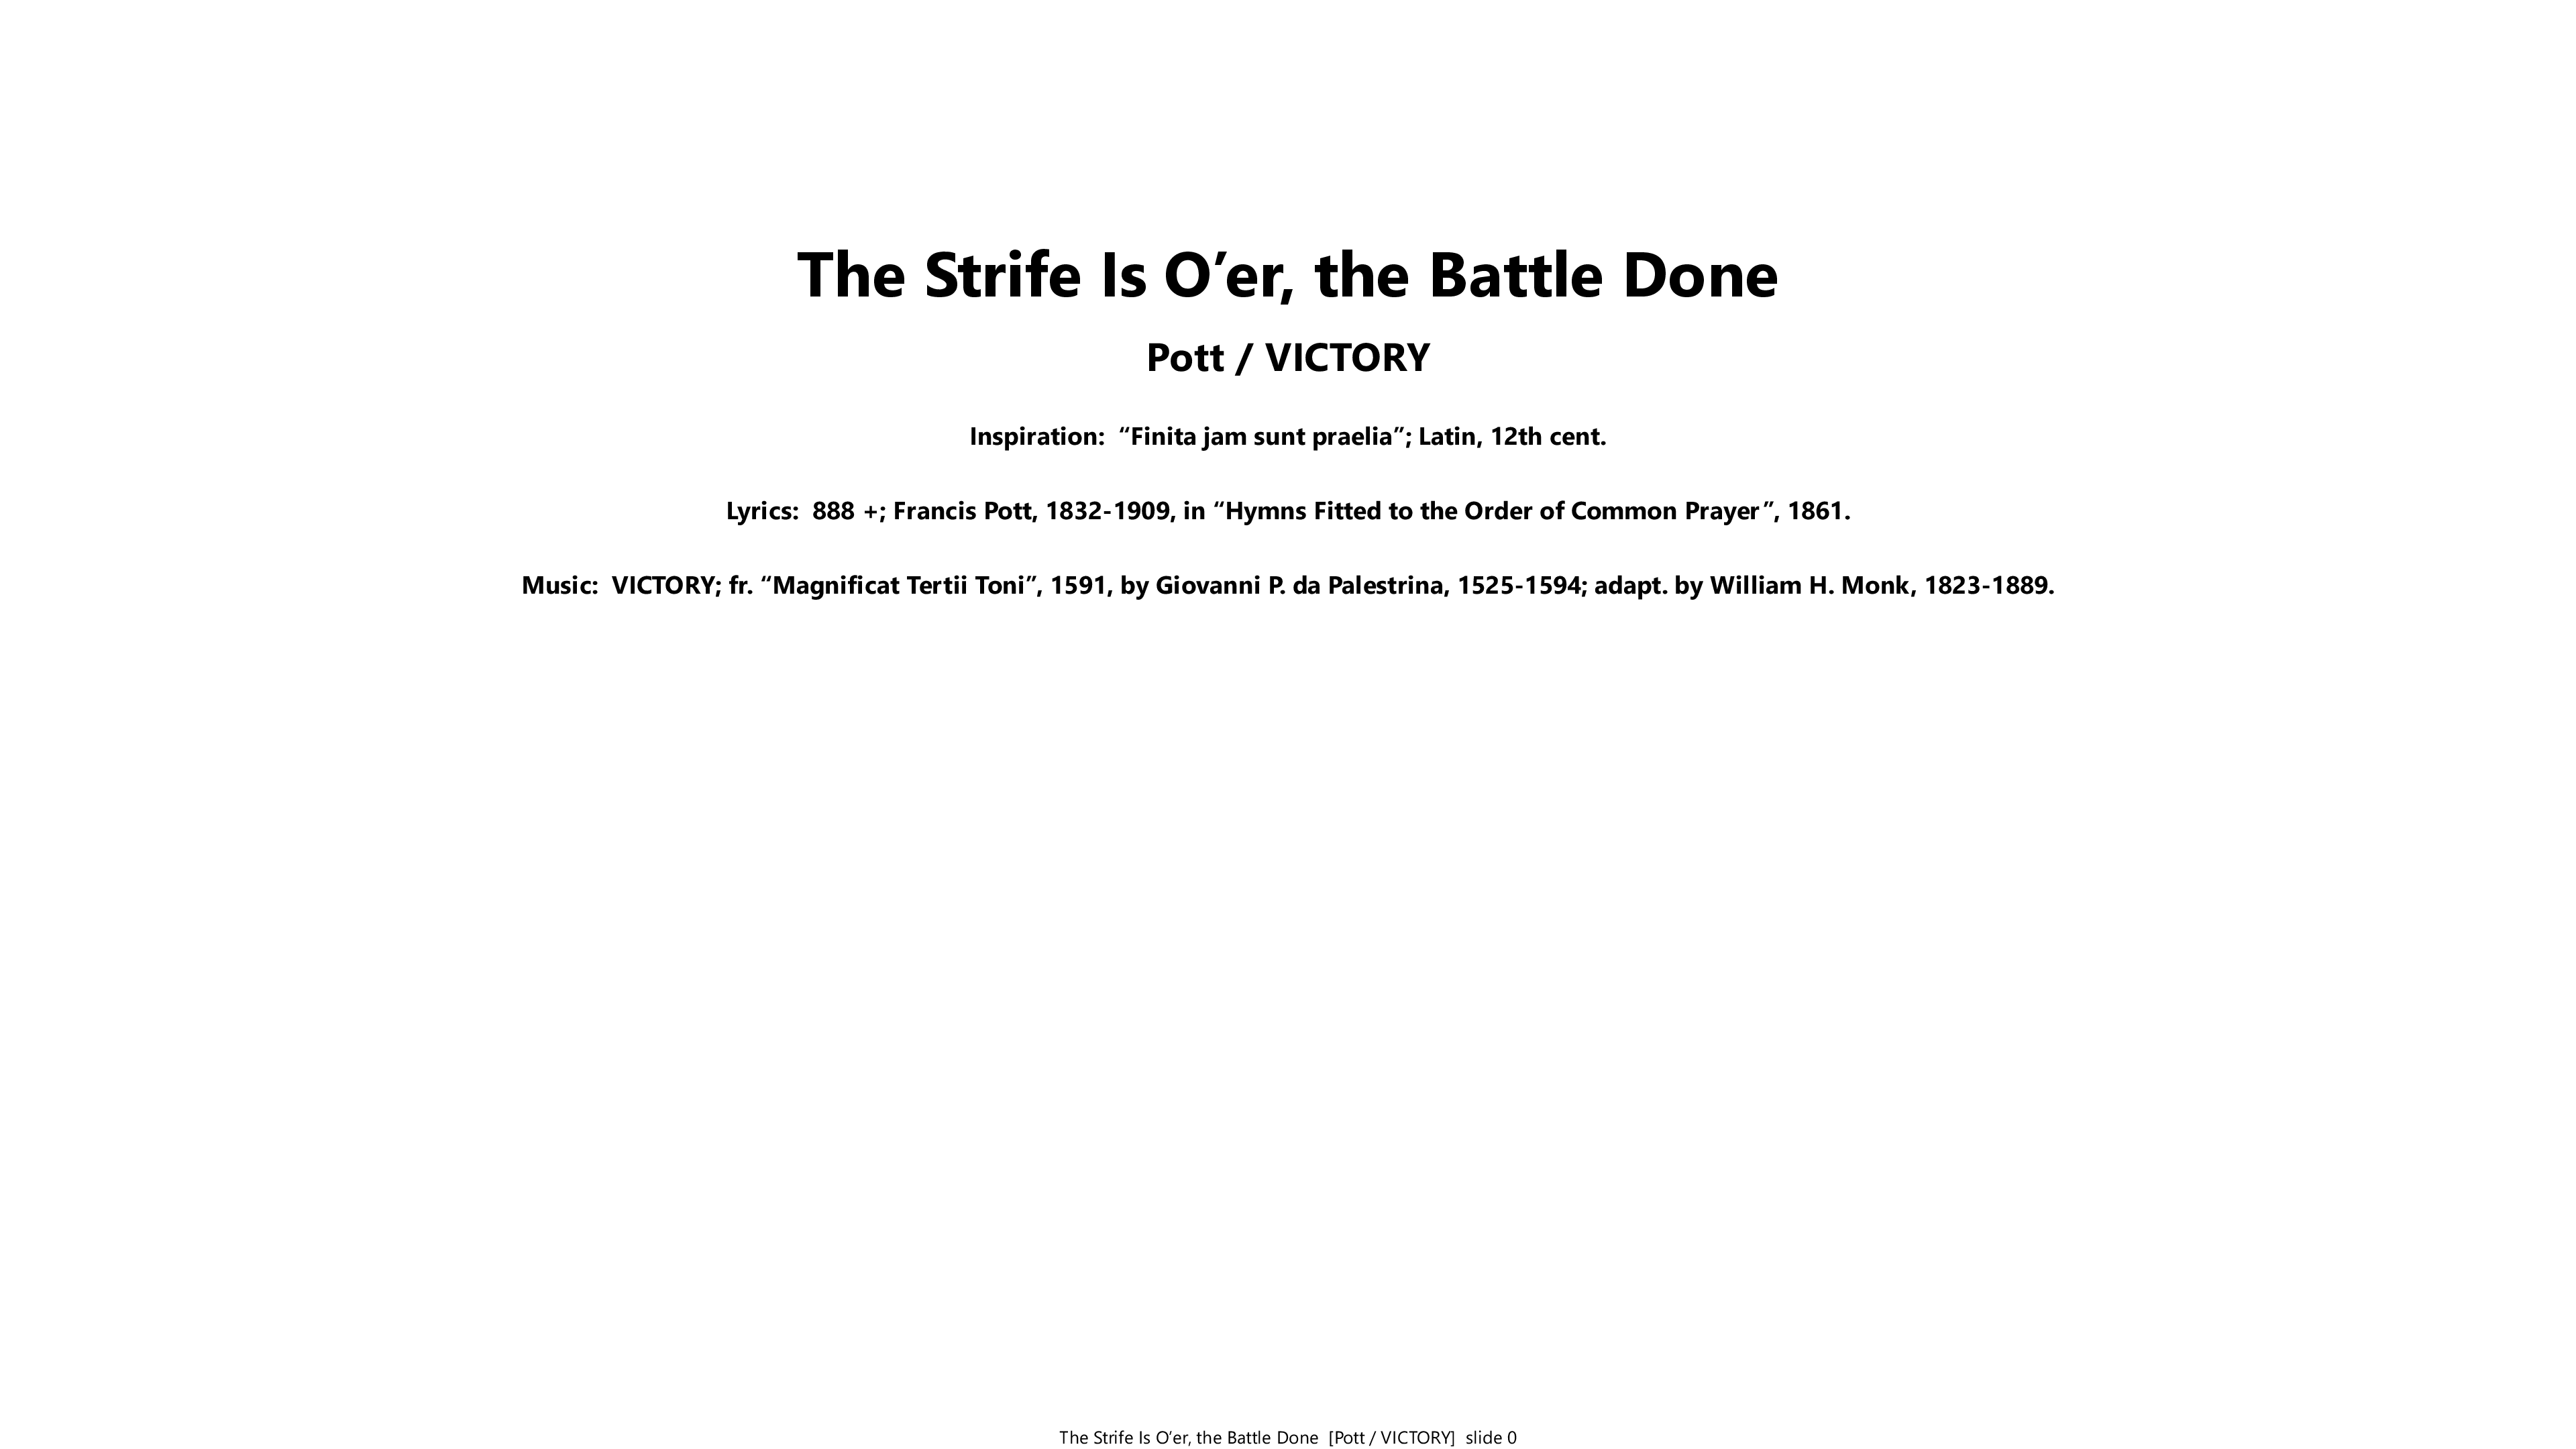 The Strife Is O’er, the Battle Done
Pott / VICTORY
Inspiration:  “Finita jam sunt praelia”; Latin, 12th cent.
Lyrics:  888 +; Francis Pott, 1832-1909, in “Hymns Fitted to the Order of Common Prayer”, 1861.
Music:  VICTORY; fr. “Magnificat Tertii Toni”, 1591, by Giovanni P. da Palestrina, 1525-1594; adapt. by William H. Monk, 1823-1889.
The Strife Is O’er, the Battle Done  [Pott / VICTORY]  slide 0